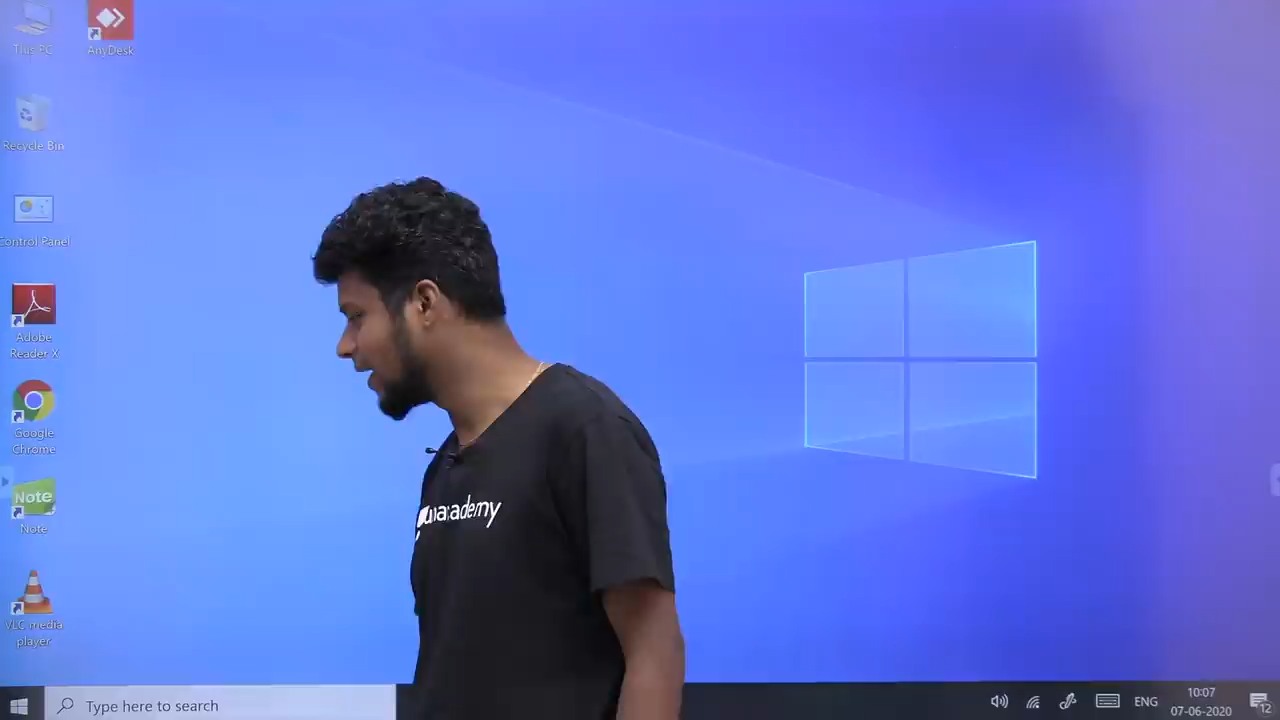 This PC
AnyDesk
Recycle Bin
Control Panel
Adobe
Reader X
Google
Chrome
Note
Note
VLC media
player
unacademy
Type here to search
ENG
10:07
07-06-2020
12